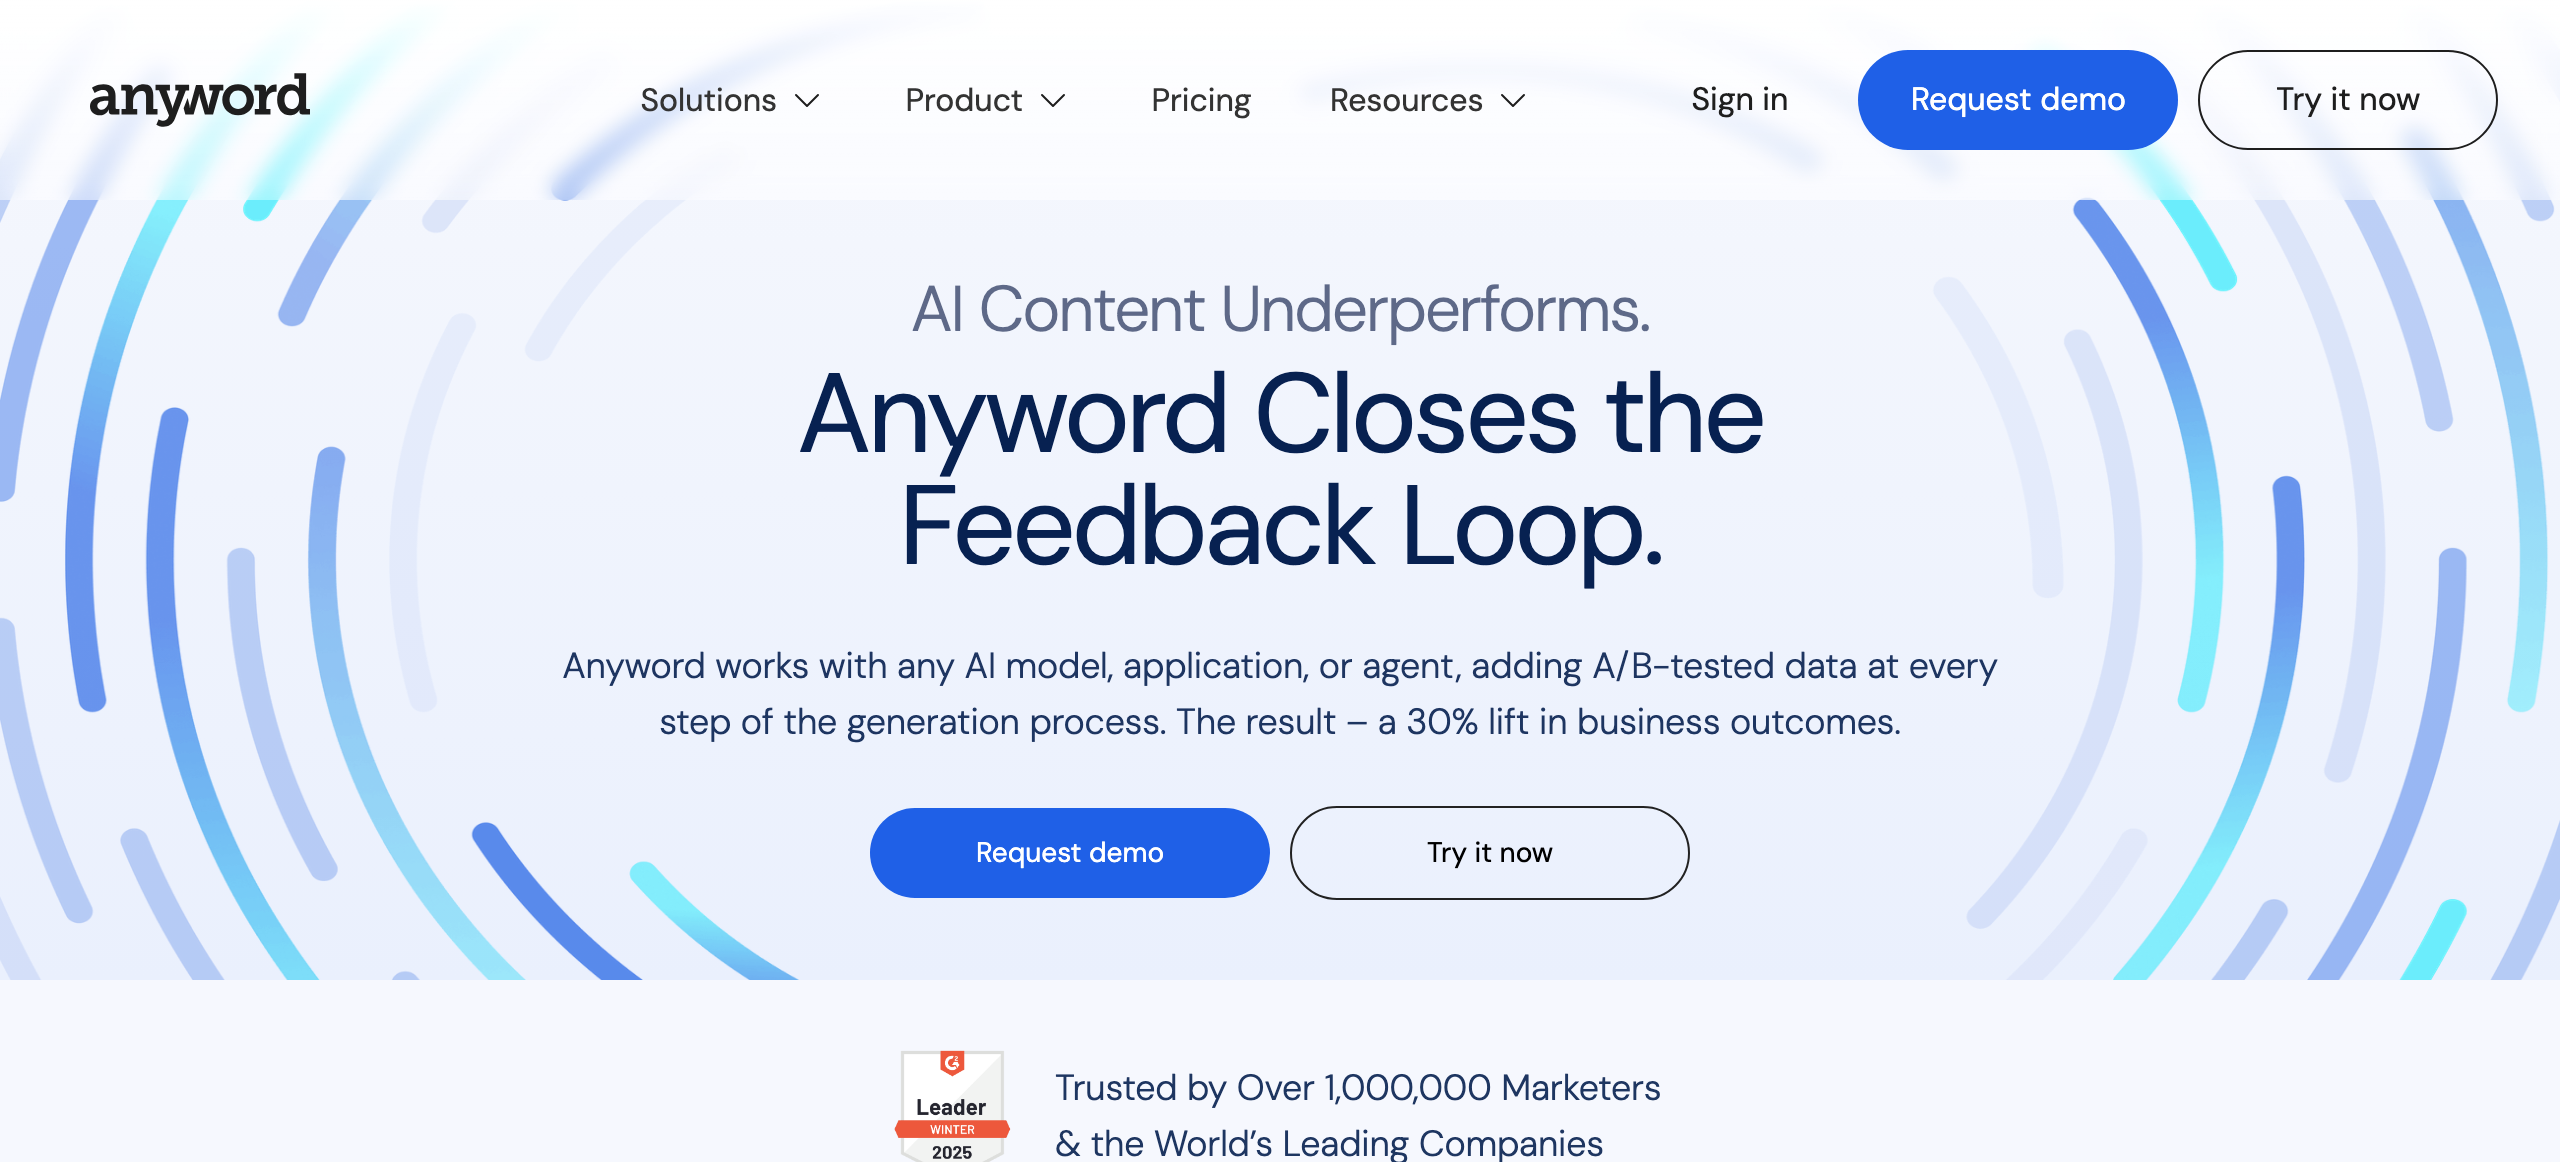 anyword
Solutions
Product
Pricing
Resources
Sign in
Request demo
Try it now
AI Content Underperforms.
Anyword Closes the
Feedback Loop.
Anyword works with any AI model, application, or agent, adding A/B-tested data at every
step of the generation process. The result – a 30% lift in business outcomes.
Request demo
Try it now
G2
Leader
WINTER
2025
Trusted by Over 1,000,000 Marketers
& the World’s Leading Companies